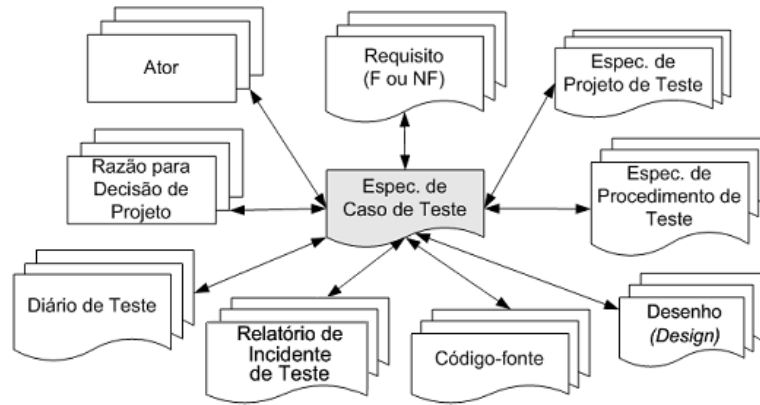 Ator
Requisito
(F ou NF)
Espec. de
Projeto de Teste
Razão para
Decisão de
Projeto
Espec. de
Caso de Teste
Espec. de
Procedimento de
Teste
Diário de Teste
Relatório de
Incidente
de Teste
Código-fonte
Desenho
(Design)